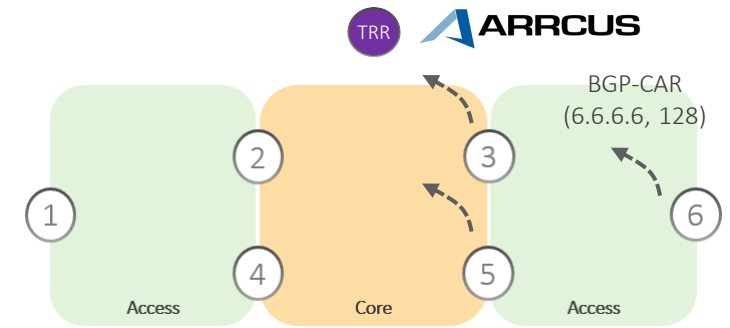 TRR
ARRCUS
BGP-CAR
(6.6.6.6, 128)
2
3
1
6
4
5
Access
Core
Access